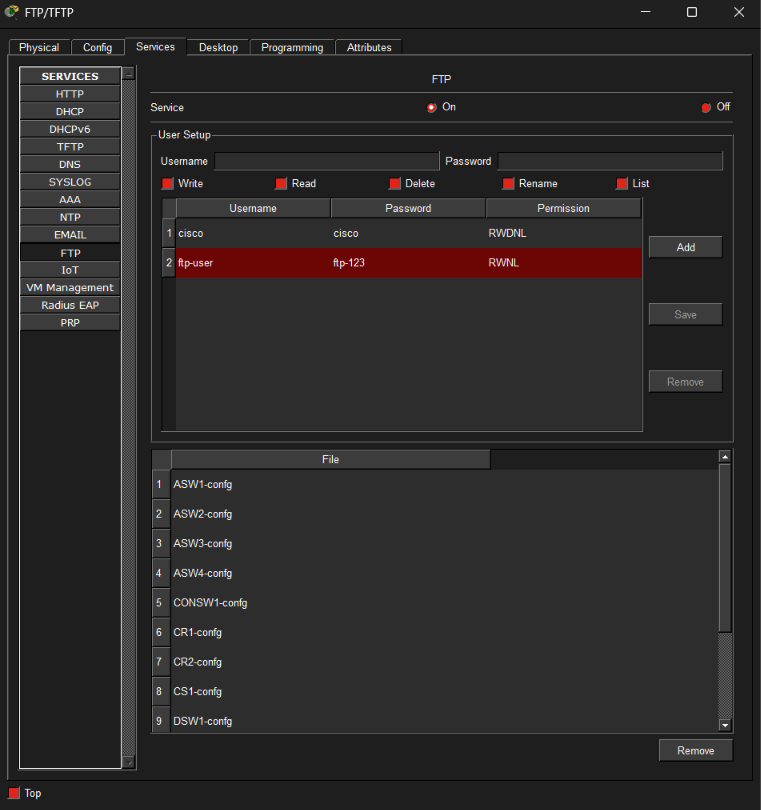 FTP/TFTP
Physical Config Services Desktop Programming Attributes
SERVICES
HTTP
DHCP
DHCPv6
TFTP
DNS
SYSLOG
AAA
NTP
EMAIL
FTP
IoT
VM Management
Radius EAP
PRP
FTP
Service On Off
User Setup
Username Password
Write Read Delete Rename List
Username Password Permission
1 cisco cisco RWDNL
2 ftp-user ftp-123 RWNL
Add
Save
Remove
File
1 ASW1-confg
2 ASW2-confg
3 ASW3-confg
4 ASW4-confg
5 CONSW1-confg
6 CR1-confg
7 CR2-confg
8 CS1-confg
9 DSW1-confg
Remove
Top